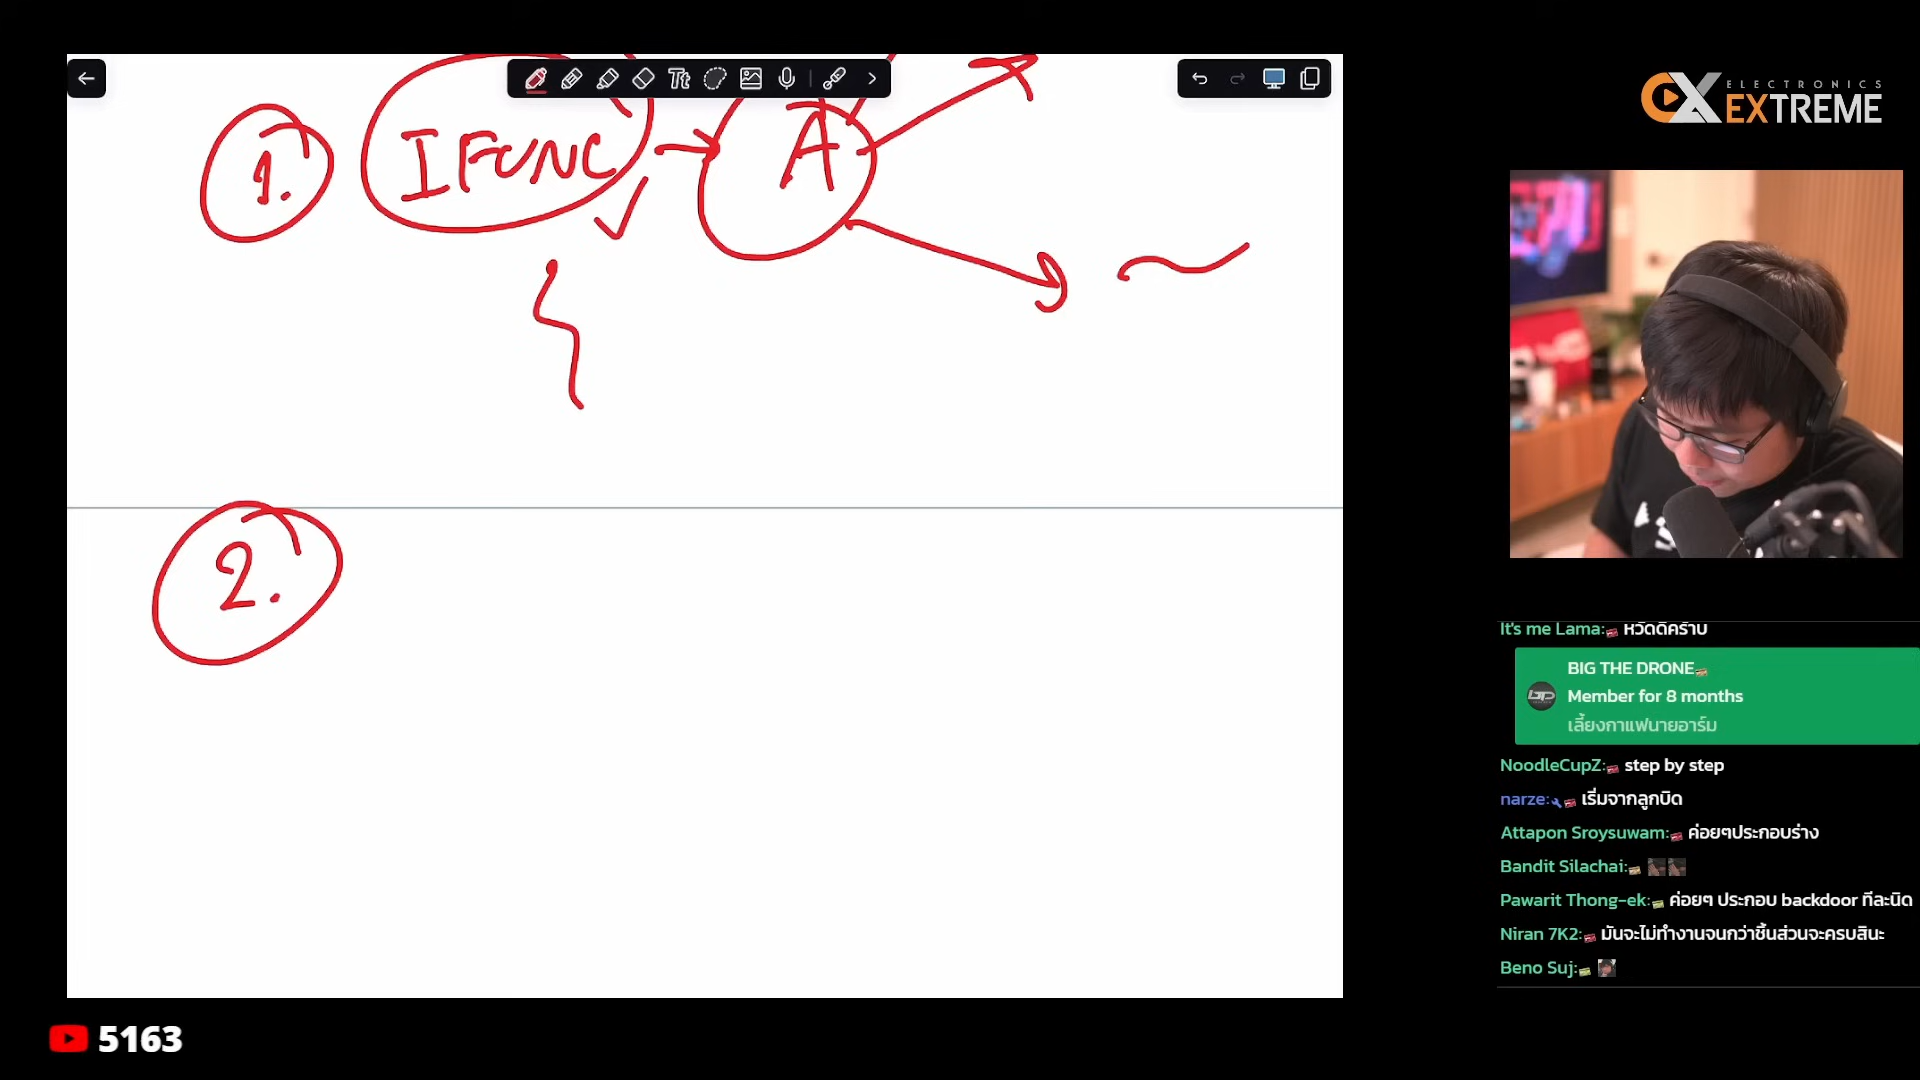 1. IFUNC → A
2.
Tt
ELECTRONICS
EXTREME
It's me Lama: หวัดดีคร้าบ
BIG THE DRONE
Member for 8 months
เลี้ยงกาแฟนายอาร์ม
NoodleCupZ: step by step
narze: เริ่มจากลูกบิด
Attapon Sroysuwam: ค่อยๆประกอบร่าง
Bandit Silachai:
Pawarit Thong-ek: ค่อยๆ ประกอบ backdoor ทีละนิด
Niran 7K2: มันจะไม่ทำงานจนกว่าชิ้นส่วนจะครบสินะ
Beno Suj:
5163